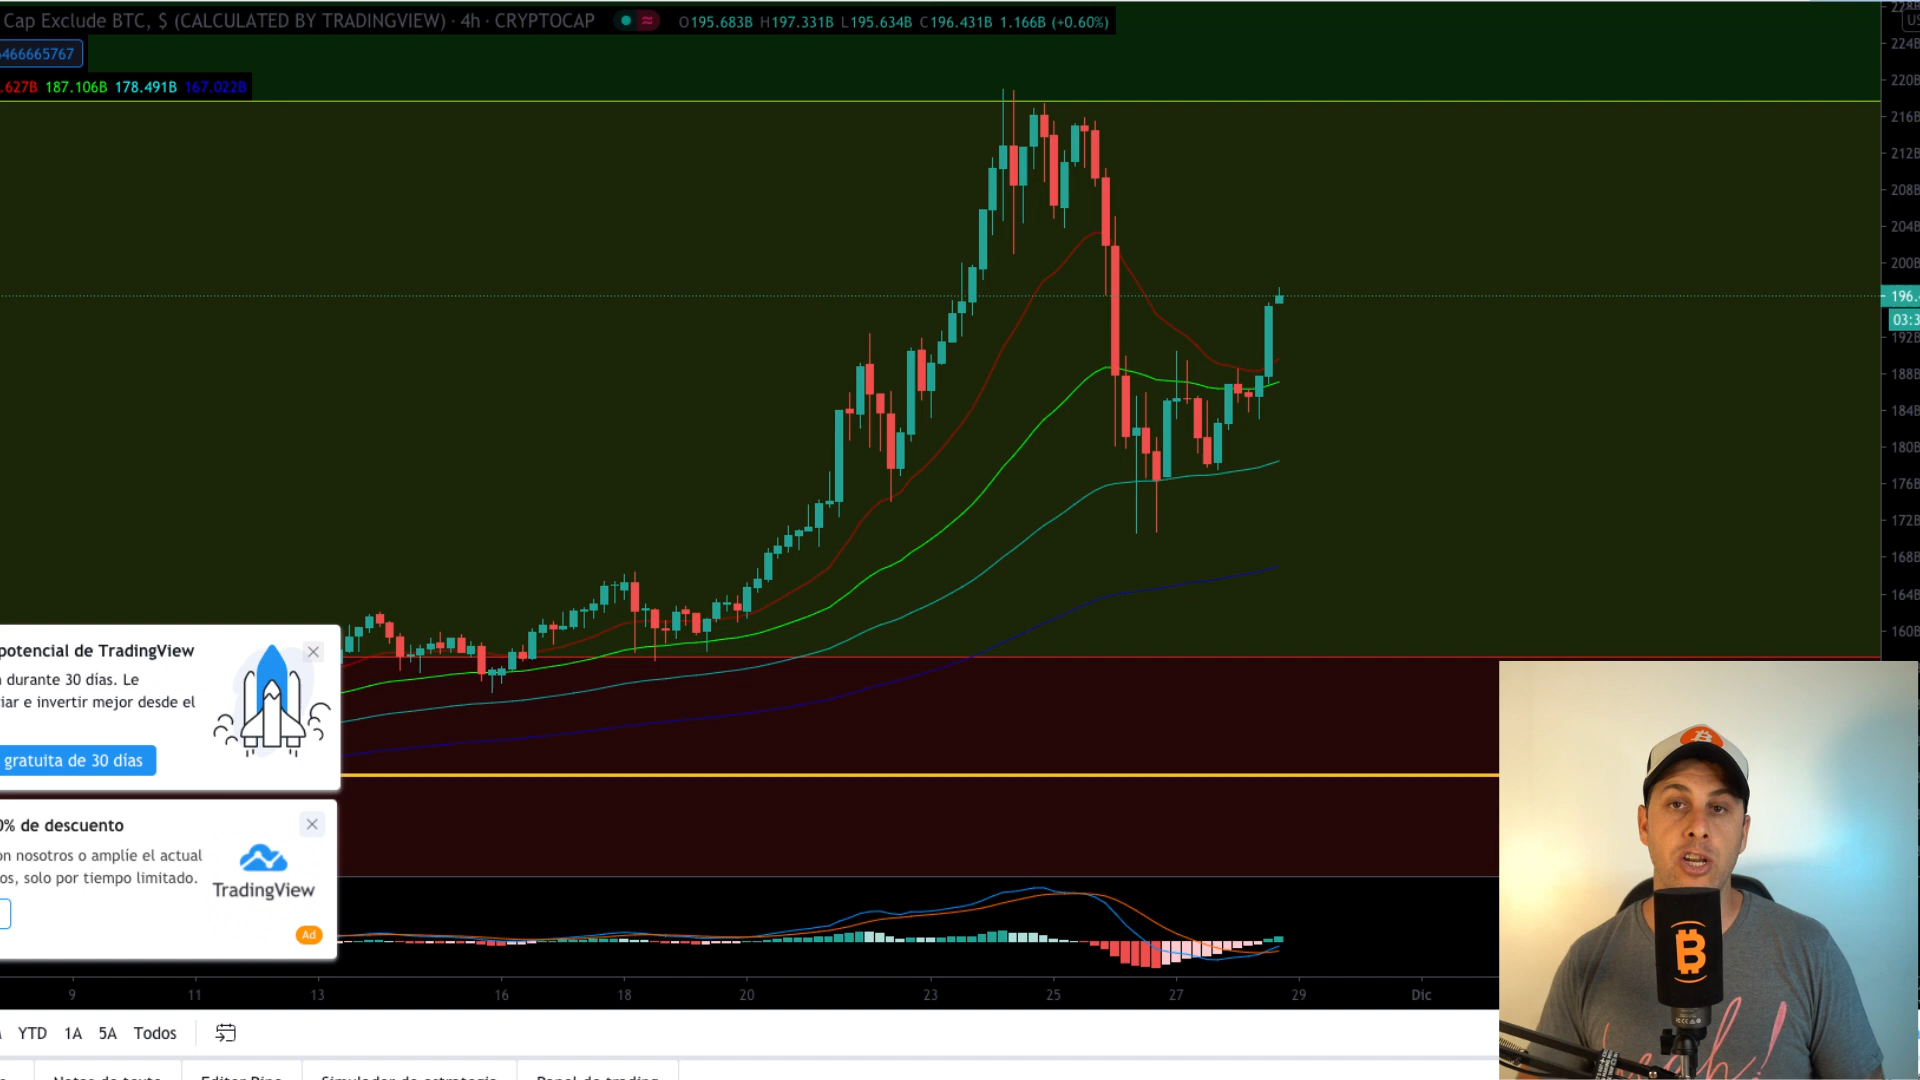 Cap Exclude BTC, $ (CALCULATED BY TRADINGVIEW) · 4h · CRYPTOCAP O195.683B H197.331B L195.634B C196.431B 1.166B (+0.60%)
466665767
.627B 187.106B 178.491B 167.022B
228B
224B
220B
216B
212B
208B
204B
200B
196.
03:3
192B
188B
184B
180B
176B
172B
168B
164B
160B
potencial de TradingView
durante 30 días. Le
iar e invertir mejor desde el
gratuita de 30 días
0% de descuento
on nosotros o amplíe el actual
os, solo por tiempo limitado.
TradingView
Ad
9 11 13 16 18 20 23 25 27 29 Dic
YTD 1A 5A Todos
Notas de texto Editor Pine Simulador de estrategia Panel de trading
yeah!